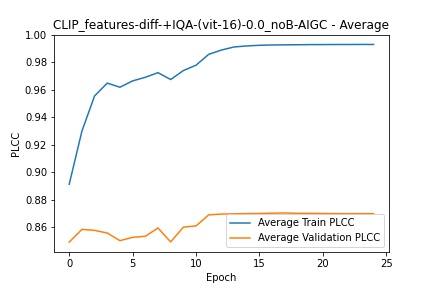 CLIP_features-diff-+IQA-(vit-16)-0.0_noB-AIGC - Average
1.00
0.98
0.96
0.94
0.92
0.90
0.88
0.86
PLCC
Average Train PLCC
Average Validation PLCC
0 5 10 15 20 25
Epoch